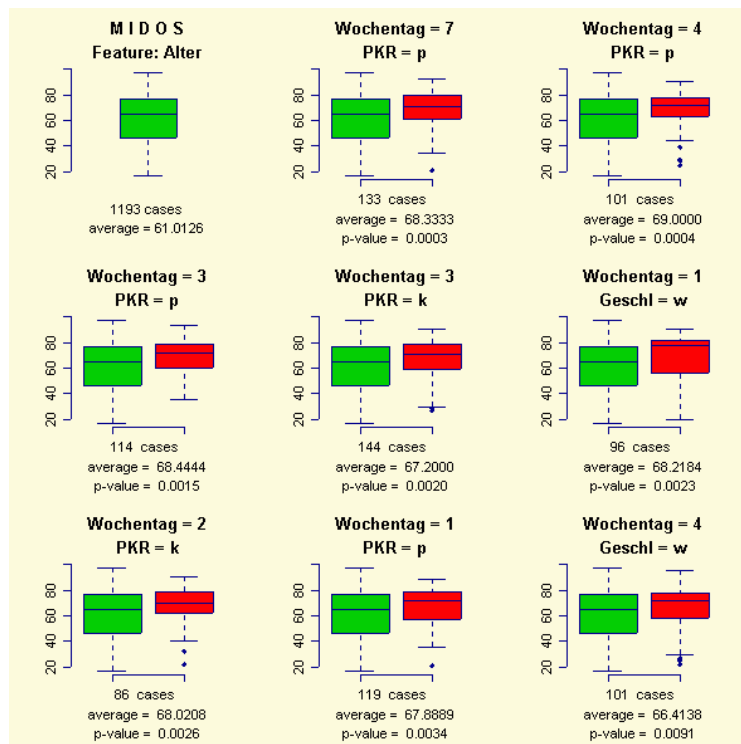 M I D O S
Feature: Alter
20 40 60 80
1193 cases
average = 61.0126
Wochentag = 7
PKR = p
20 40 60 80
133 cases
average = 68.3333
p-value = 0.0003
Wochentag = 4
PKR = p
20 40 60 80
101 cases
average = 69.0000
p-value = 0.0004
Wochentag = 3
PKR = p
20 40 60 80
114 cases
average = 68.4444
p-value = 0.0015
Wochentag = 3
PKR = k
20 40 60 80
144 cases
average = 67.2000
p-value = 0.0020
Wochentag = 1
Geschl = w
20 40 60 80
96 cases
average = 68.2184
p-value = 0.0023
Wochentag = 2
PKR = k
20 40 60 80
86 cases
average = 68.0208
p-value = 0.0026
Wochentag = 1
PKR = p
20 40 60 80
119 cases
average = 67.8889
p-value = 0.0034
Wochentag = 4
Geschl = w
20 40 60 80
101 cases
average = 66.4138
p-value = 0.0091